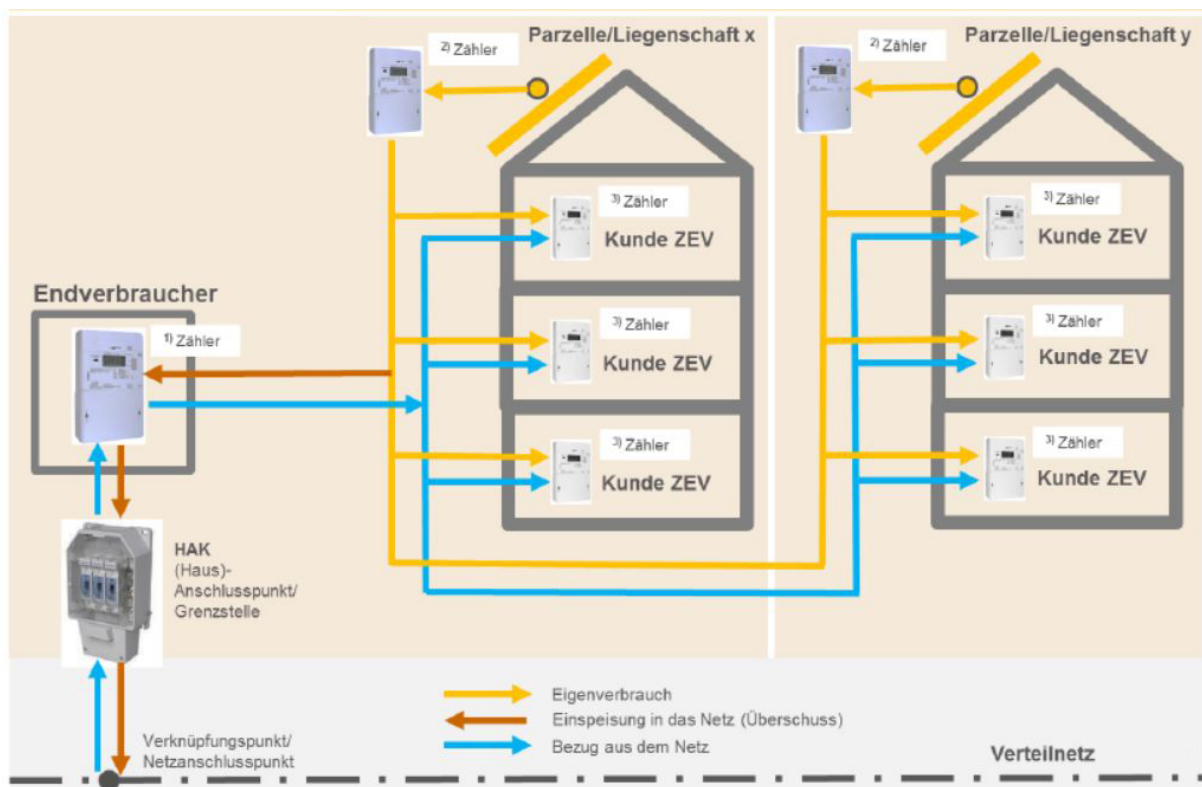 Parzelle/Liegenschaft x
2) Zähler
3) Zähler
Kunde ZEV
3) Zähler
Kunde ZEV
3) Zähler
Kunde ZEV
Parzelle/Liegenschaft y
2) Zähler
3) Zähler
Kunde ZEV
3) Zähler
Kunde ZEV
3) Zähler
Kunde ZEV
Endverbraucher
1) Zähler
HAK
(Haus)-
Anschlusspunkt/
Grenzstelle
Eigenverbrauch
Einspeisung in das Netz (Überschuss)
Bezug aus dem Netz
Verknüpfungspunkt/
Netzanschlusspunkt
Verteilnetz